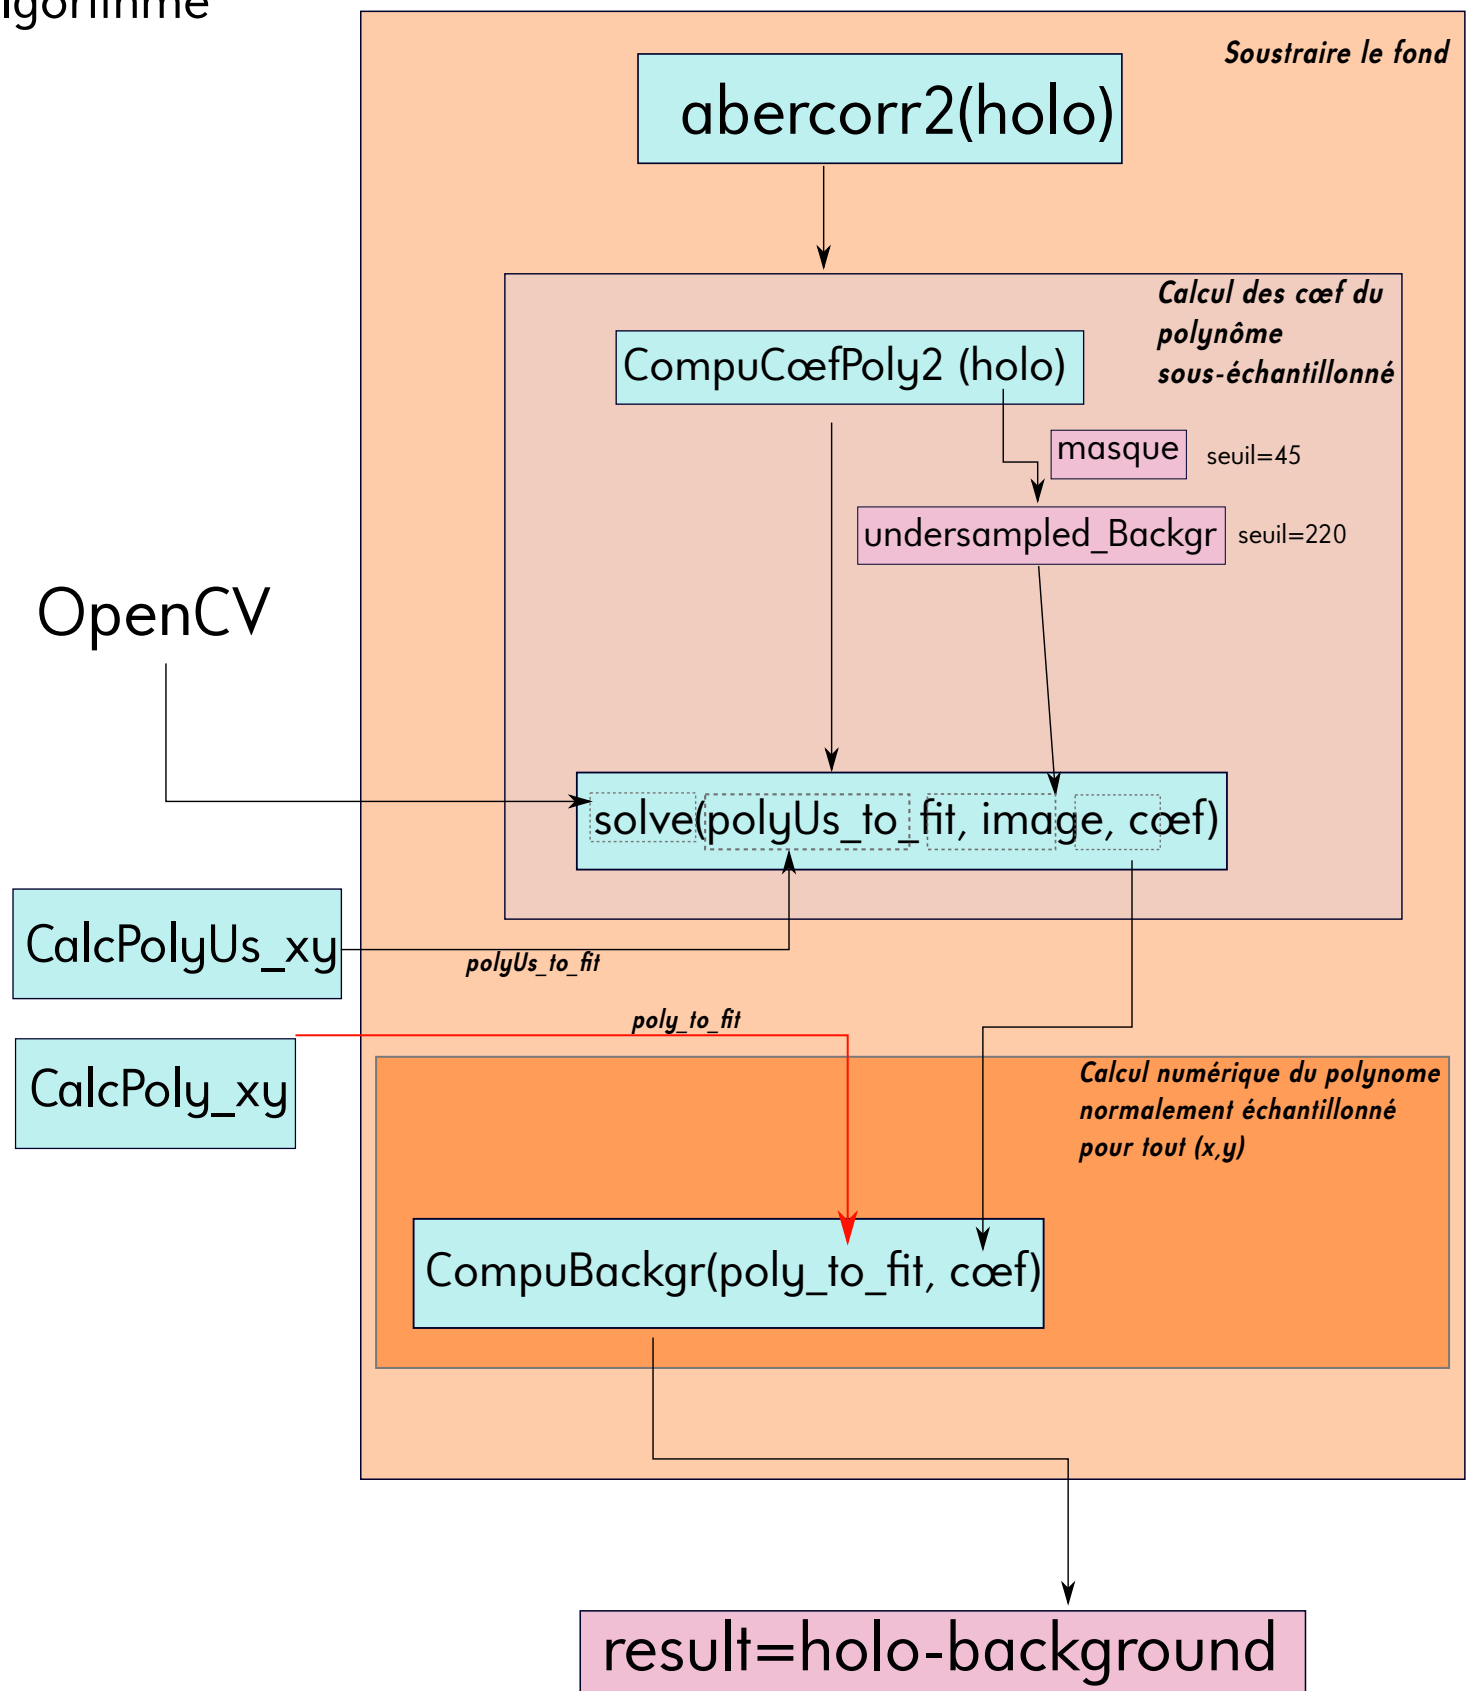 Soustraire le fond
abercorr2(holo)
Calcul des cœf du
polynôme
sous-échantillonné
CompuCœfPoly2 (holo)
masque
seuil=45
undersampled_Backgr
seuil=220
OpenCV
solve(polyUs_to_fit, image, cœf)
CalcPolyUs_xy
polyUs_to_fit
poly_to_fit
CalcPoly_xy
Calcul numérique du polynome
normalement échantillonné
pour tout (x,y)
CompuBackgr(poly_to_fit, cœf)
result=holo-background